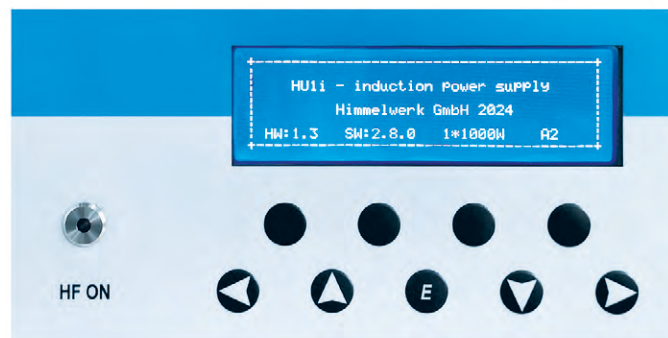 HU1i - induction power supply
Himmelwerk GmbH 2024
HW:1.3 SW:2.8.0 1*1000W A2
HF ON
E